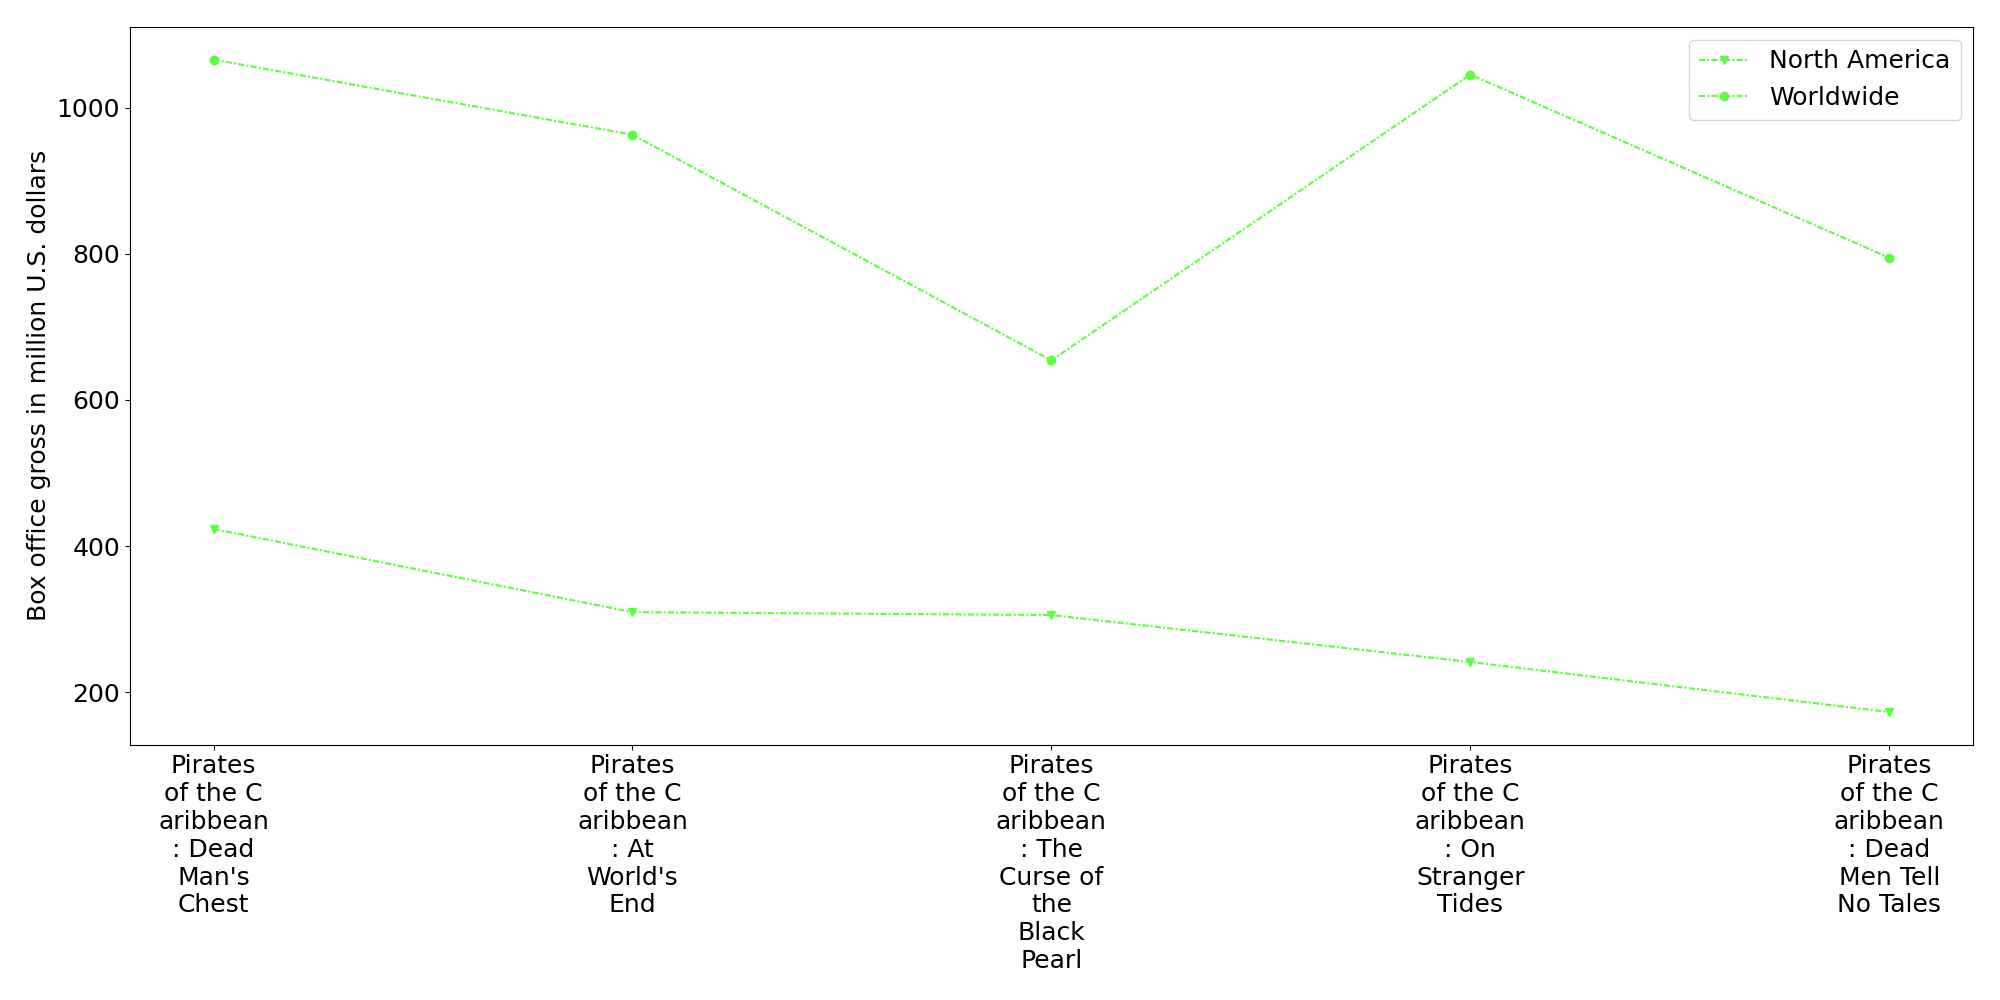 North America
Worldwide
Box office gross in million U.S. dollars
1000
800
600
400
200
Pirates
of the C
aribbean
: Dead
Man's
Chest
Pirates
of the C
aribbean
: At
World's
End
Pirates
of the C
aribbean
: The
Curse of
the
Black
Pearl
Pirates
of the C
aribbean
: On
Stranger
Tides
Pirates
of the C
aribbean
: Dead
Men Tell
No Tales